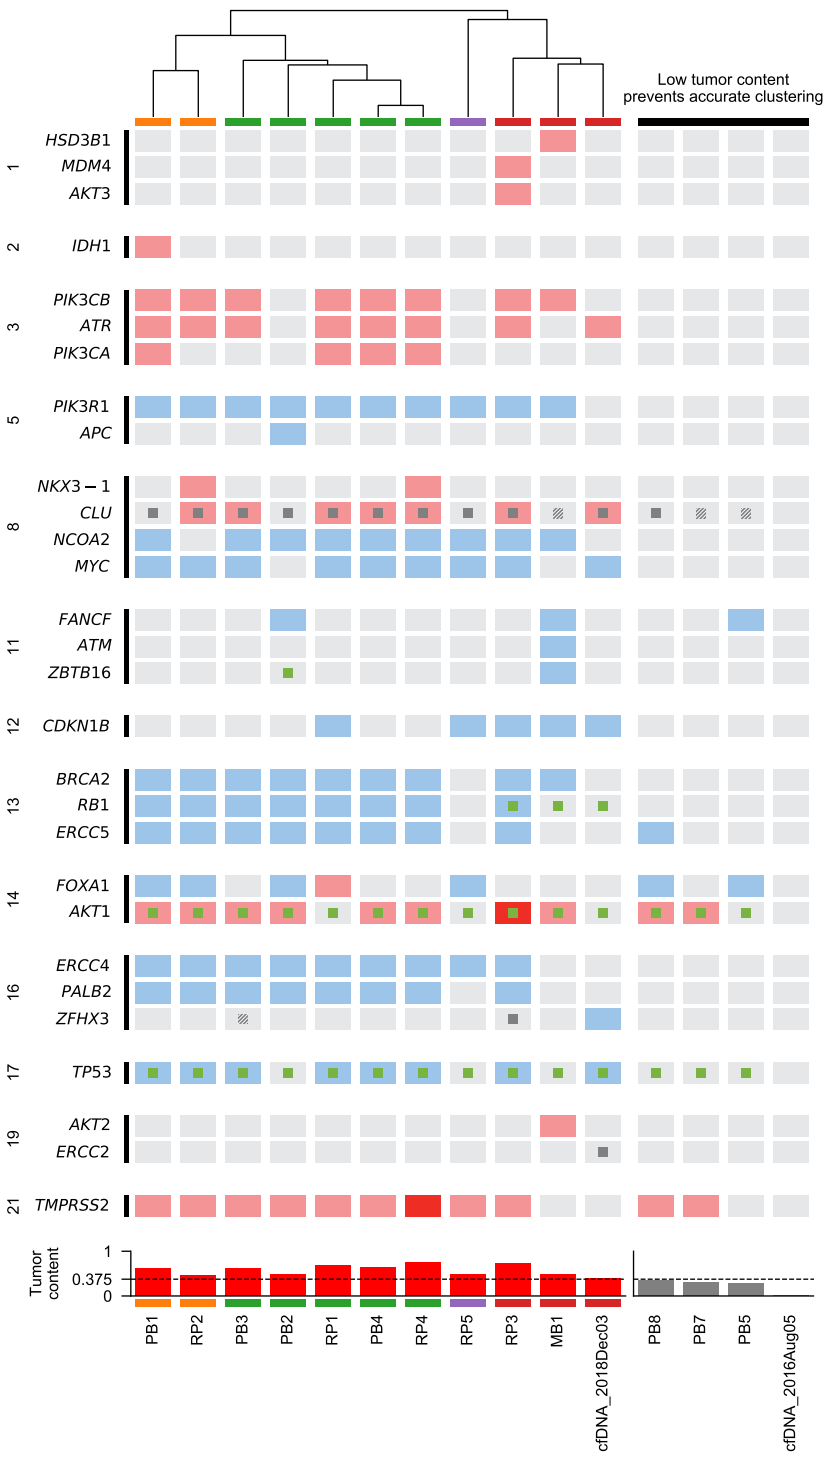 Low tumor content
prevents accurate clustering
1
HSD3B1
MDM4
AKT3
2
IDH1
3
PIK3CB
ATR
PIK3CA
5
PIK3R1
APC
8
NKX3−1
CLU
NCOA2
MYC
11
FANCF
ATM
ZBTB16
12
CDKN1B
13
BRCA2
RB1
ERCC5
14
FOXA1
AKT1
16
ERCC4
PALB2
ZFHX3
17
TP53
19
AKT2
ERCC2
21
TMPRSS2
Tumor
content
1
0.375
0
PB1
RP2
PB3
PB2
RP1
PB4
RP4
RP5
RP3
MB1
cfDNA_2018Dec03
PB8
PB7
PB5
cfDNA_2016Aug05